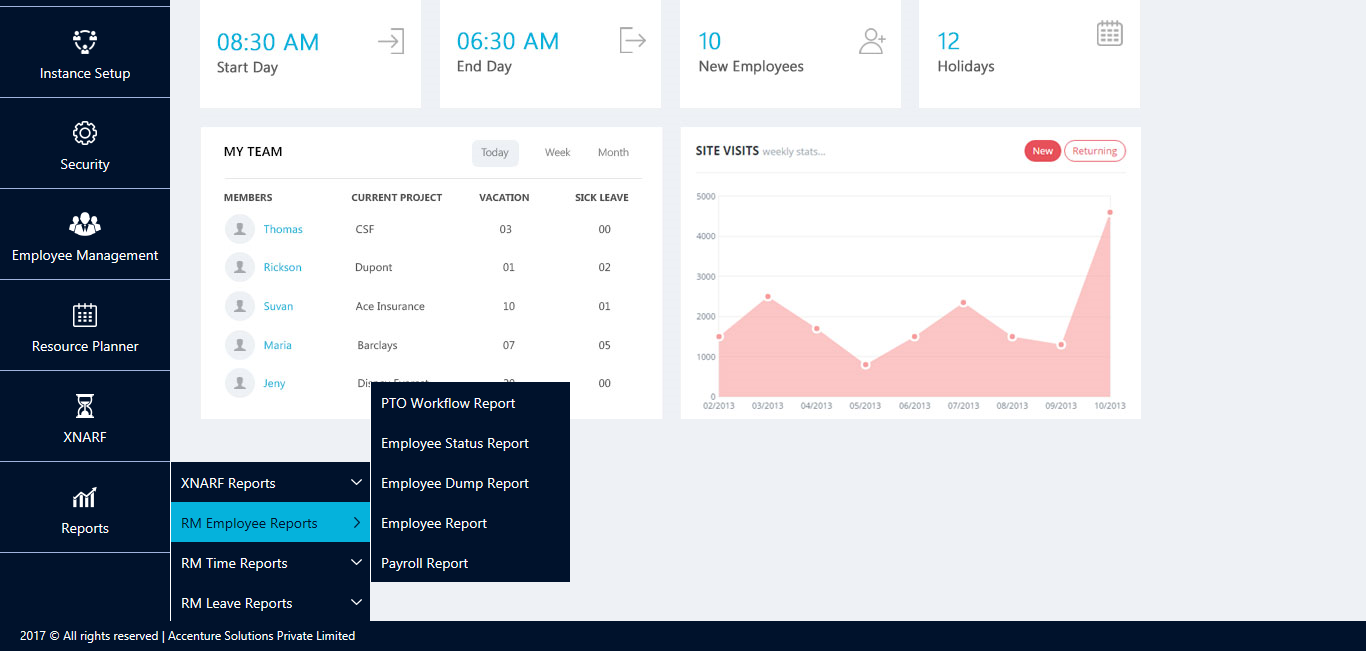 Instance Setup
Security
Employee Management
Resource Planner
XNARF
Reports
08:30 AM
Start Day
06:30 AM
End Day
10
New Employees
12
Holidays
MY TEAM
Today Week Month
MEMBERS CURRENT PROJECT VACATION SICK LEAVE
Thomas CSF 03 00
Rickson Dupont 01 02
Suvan Ace Insurance 10 01
Maria Barclays 07 05
Jeny 00
SITE VISITS weekly stats...
New Returning
5000
4000
3000
2000
1000
0
02/2013 03/2013 04/2013 05/2013 06/2013 07/2013 08/2013 09/2013 10/2013
XNARF Reports
RM Employee Reports
RM Time Reports
RM Leave Reports
PTO Workflow Report
Employee Status Report
Employee Dump Report
Employee Report
Payroll Report
2017 © All rights reserved | Accenture Solutions Private Limited